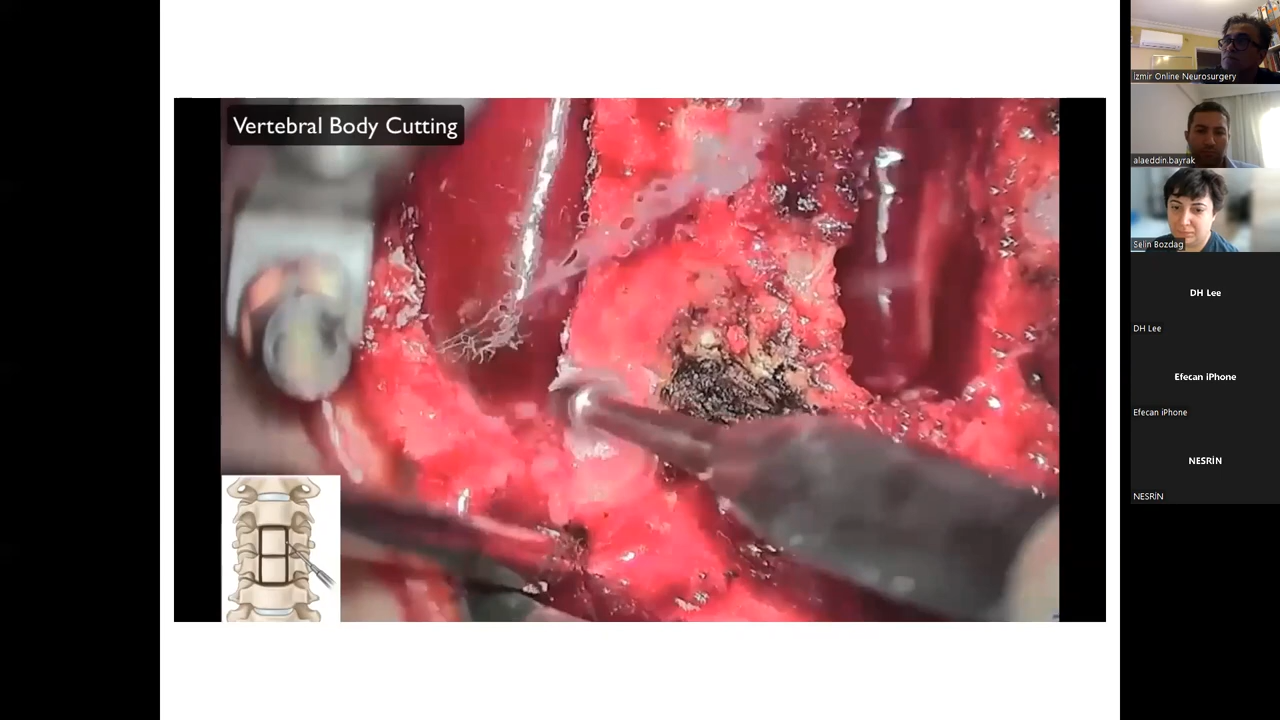 Vertebral Body Cutting
İzmir Online Neurosurgery
alaeddin.bayrak
Selin Bozdag
DH Lee
DH Lee
Efecan iPhone
Efecan iPhone
NESRİN
NESRİN